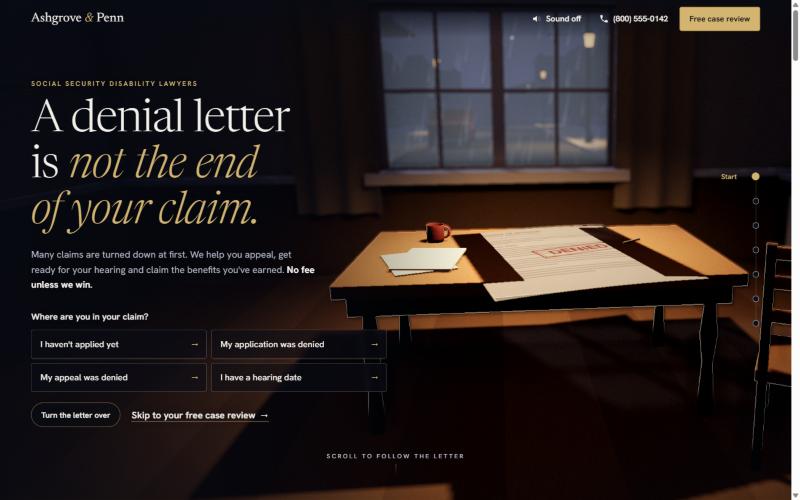 Ashgrove & Penn
Sound off
(800) 555-0142
Free case review
SOCIAL SECURITY DISABILITY LAWYERS
A denial letter
is not the end
of your claim.
Many claims are turned down at first. We help you appeal, get
ready for your hearing and claim the benefits you've earned. No fee
unless we win.
Start
DENIED
Where are you in your claim?
I haven't applied yet →
My application was denied →
My appeal was denied →
I have a hearing date →
Turn the letter over
Skip to your free case review →
SCROLL TO FOLLOW THE LETTER